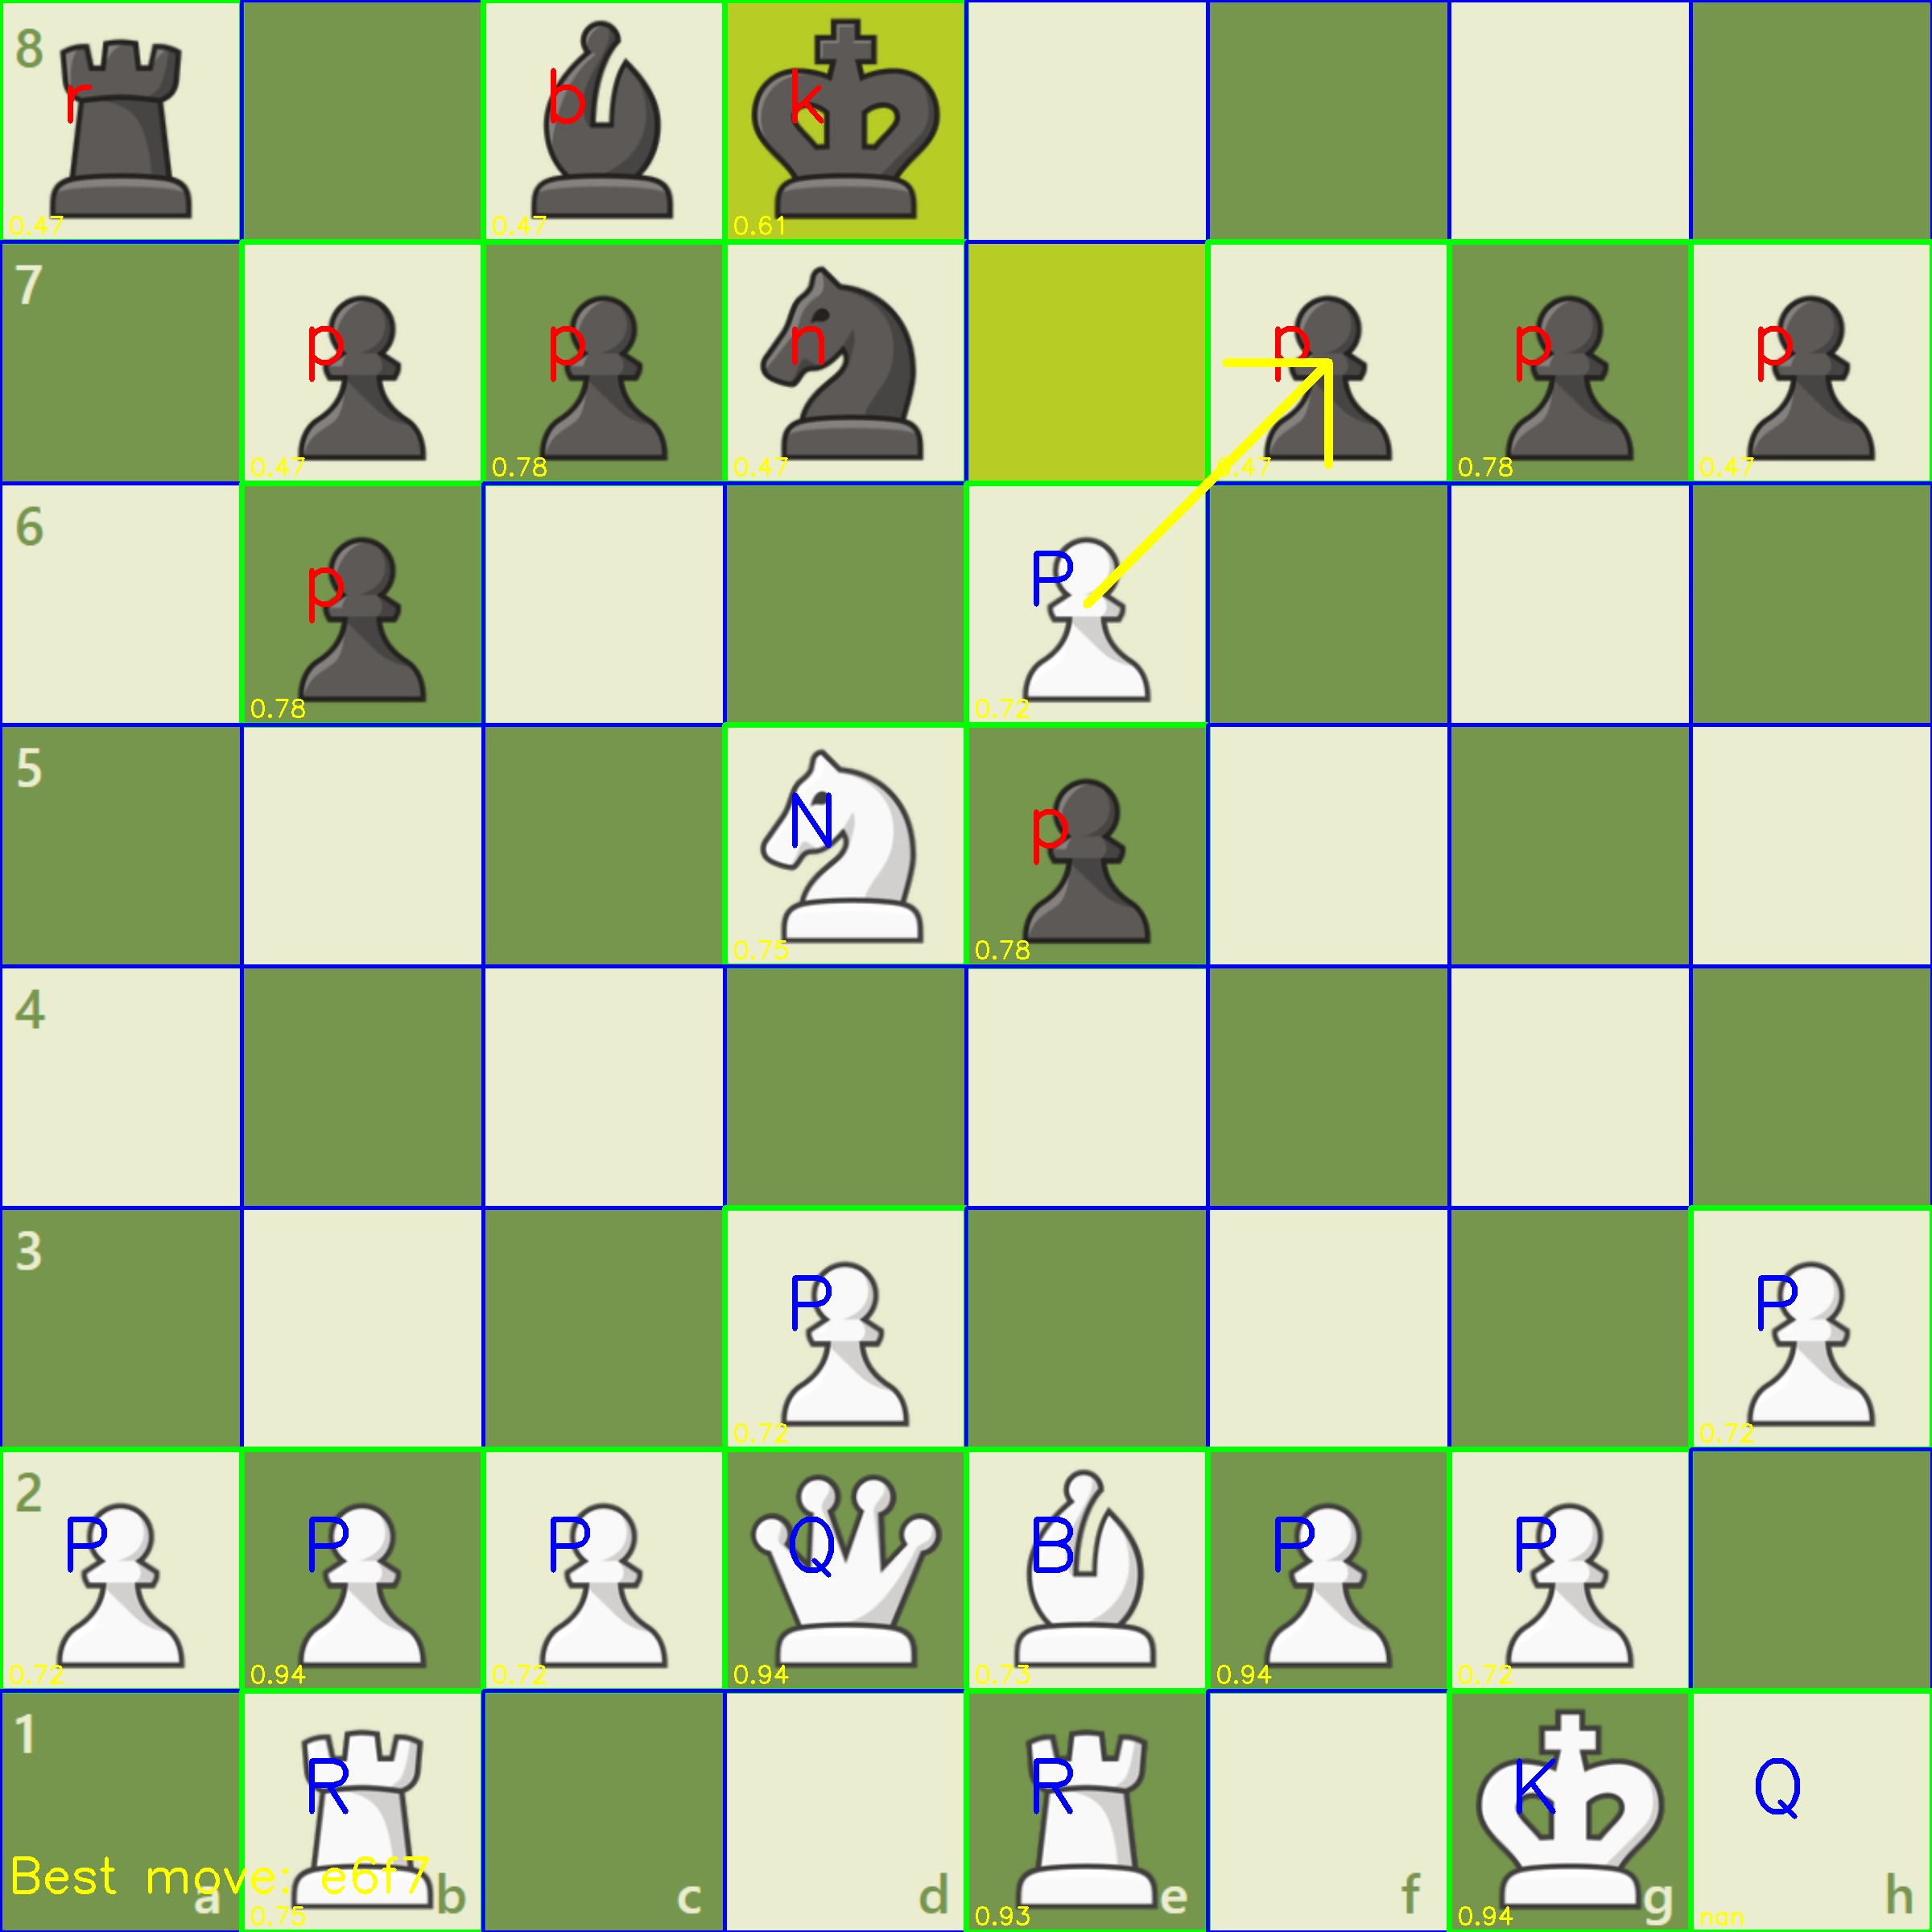 8 r b k
0.47 0.47 0.61
7 p p n p p p
0.47 0.78 0.47 0.47 0.78 0.47
6 p P
0.78 0.72
5 N p
0.75 0.78
4
3 P P
0.72 0.72
2 P P P Q B P P
0.72 0.94 0.72 0.94 0.73 0.94 0.72
1 R R K Q
Best move: e6f7
a b c d e f g h
0.75 0.93 0.94 nan